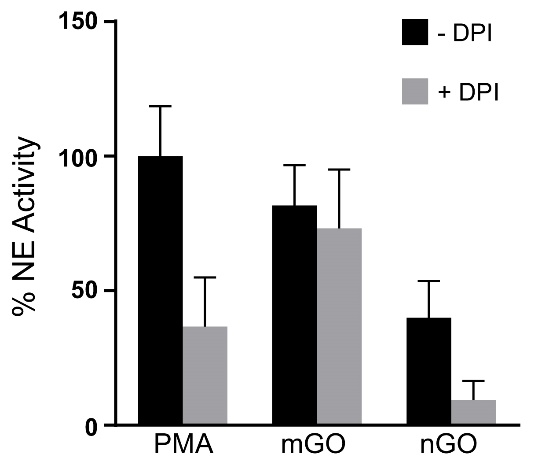 150
- DPI
+ DPI
100
% NE Activity
50
0
PMA
mGO
nGO